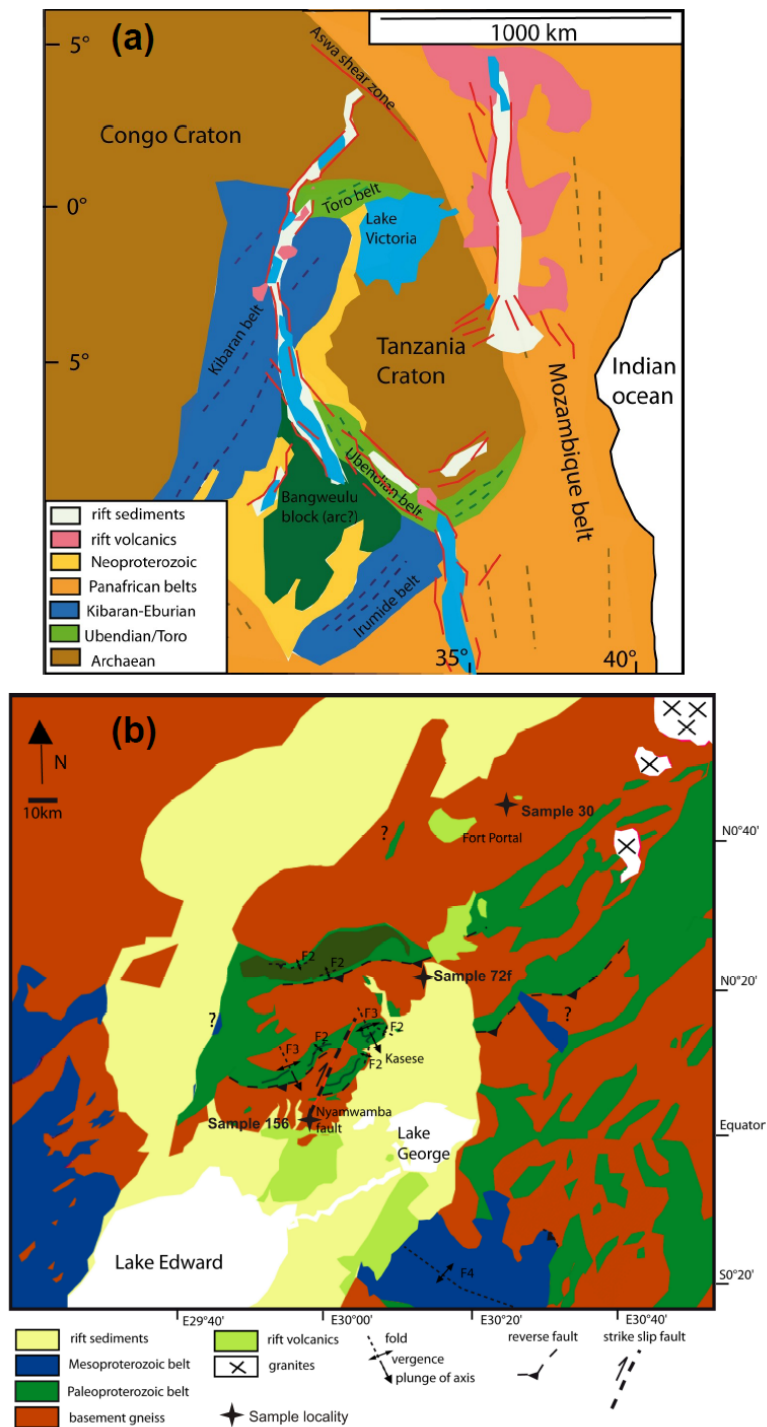 (a)
1000 km
5°
Aswa shear zone
Congo Craton
0°
Toro belt
Lake
Victoria
Kibaran belt
5°
Tanzania
Craton
Indian
ocean
Mozambique belt
Ubendian belt
Bangweulu
block (arc?)
Irumide belt
rift sediments
rift volcanics
Neoproterozoic
Panafrican belts
Kibaran-Eburian
Ubendian/Toro
Archaean
35°
40°
(b)
N
10km
Sample 30
?
Fort Portal
N0°40'
F2
F2
Sample 72f
N0°20'
?
?
F3
F2
F2
F3
Kasese
F2
Sample 156
Nyamwamba
fault
Lake
George
Equator
Lake Edward
F4
S0°20'
E29°40'
E30°00'
E30°20'
E30°40'
rift sediments
rift volcanics
fold
reverse fault
strike slip fault
Mesoproterozoic belt
granites
vergence
plunge of axis
Paleoproterozoic belt
basement gneiss
Sample locality